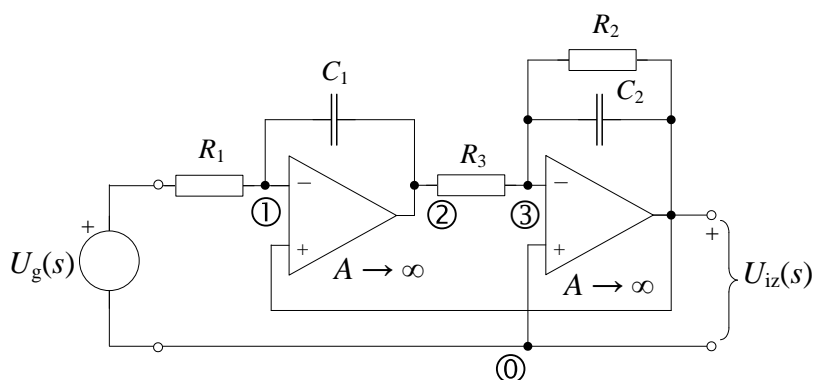 R2
C1
C2
R1
R3
−
−
①
②
③
+
+
+
+
Ug(s)
A → ∞
A → ∞
Uiz(s)
⓪